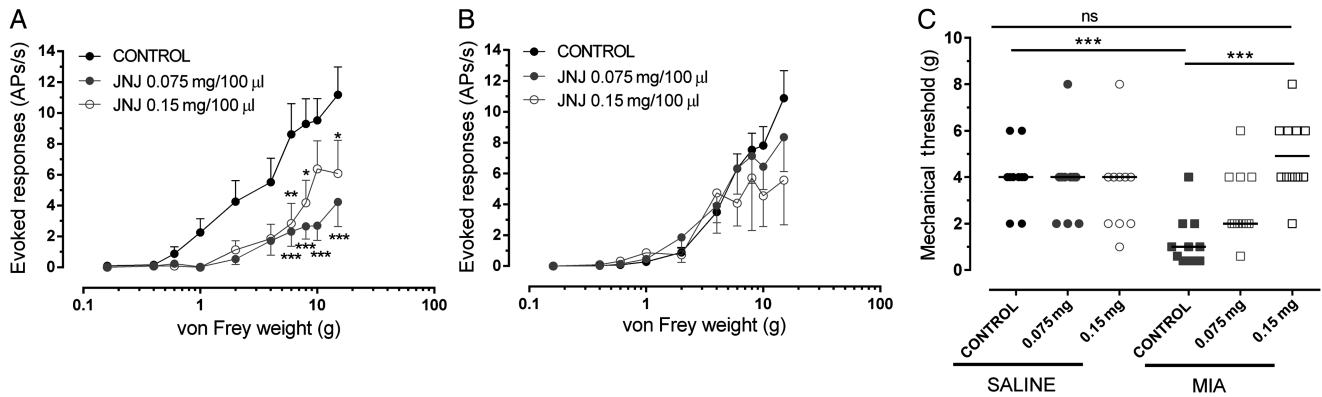 A
14
12
10
8
6
4
2
0
Evoked responses (APs/s)
CONTROL
JNJ 0.075 mg/100 µl
JNJ 0.15 mg/100 µl
**
*
*
***
***
***
***
0.1
1
10
100
von Frey weight (g)
B
14
12
10
8
6
4
2
0
Evoked responses (APs/s)
CONTROL
JNJ 0.075 mg/100 µl
JNJ 0.15 mg/100 µl
0.1
1
10
100
von Frey weight (g)
C
10
8
6
4
2
0
Mechanical threshold (g)
ns
***
***
CONTROL
0.075 mg
0.15 mg
CONTROL
0.075 mg
0.15 mg
SALINE
MIA